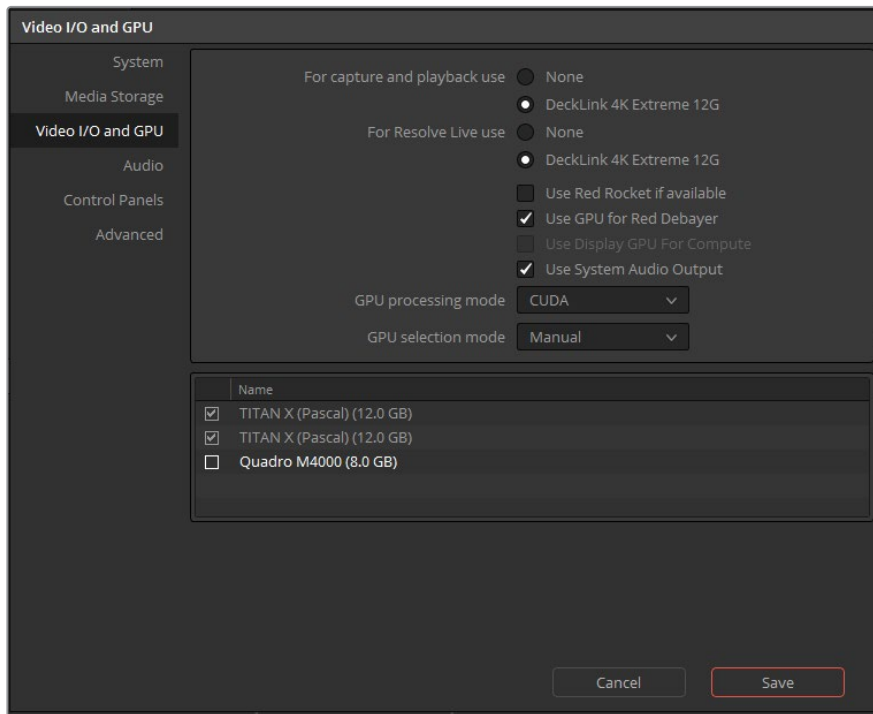 Video I/O and GPU
System
Media Storage
Video I/O and GPU
Audio
Control Panels
Advanced
For capture and playback use None
DeckLink 4K Extreme 12G
For Resolve Live use None
DeckLink 4K Extreme 12G
Use Red Rocket if available
Use GPU for Red Debayer
Use Display GPU For Compute
Use System Audio Output
GPU processing mode CUDA
GPU selection mode Manual
Name
TITAN X (Pascal) (12.0 GB)
TITAN X (Pascal) (12.0 GB)
Quadro M4000 (8.0 GB)
Cancel Save